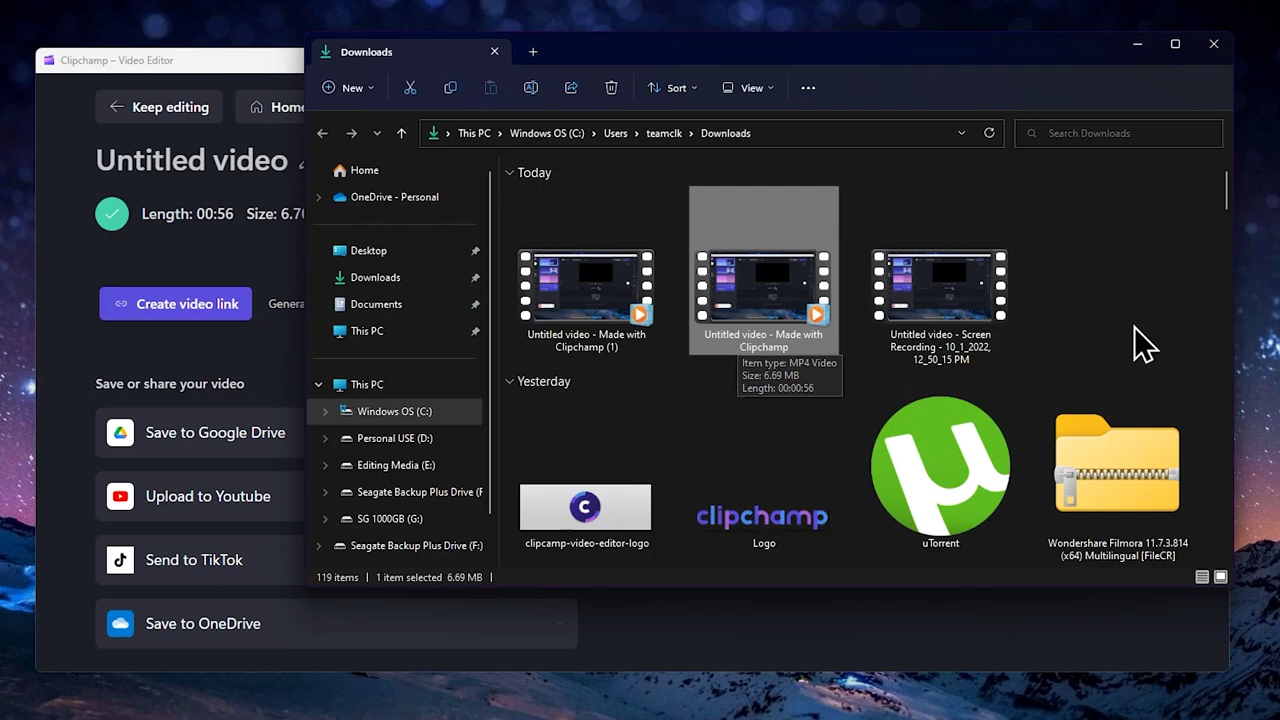 Clipchamp – Video Editor
Keep editing
Home
Untitled video
Length: 00:56 Size: 6.70
Create video link
Save or share your video
Save to Google Drive
Upload to Youtube
Send to TikTok
Save to OneDrive
Downloads
New
Sort
View
This PC
Windows OS (C:)
Users
teamclk
Downloads
Search Downloads
Home
OneDrive - Personal
Desktop
Downloads
Documents
This PC
This PC
Windows OS (C:)
Personal USE (D:)
Editing Media (E:)
Seagate Backup Plus Drive (F
SG 1000GB (G:)
Seagate Backup Plus Drive (F:)
Today
Untitled video - Made with
Clipchamp (1)
Untitled video - Made with
Clipchamp
Untitled video - Screen
Recording - 10_1_2022,
12_50_15 PM
Item type: MP4 Video
Size: 6.69 MB
Length: 00:00:56
Yesterday
clipchamp
clipcamp-video-editor-logo
Logo
uTorrent
Wondershare Filmora 11.7.3.814
(x64) Multilingual [FileCR]
119 items
1 item selected 6.69 MB